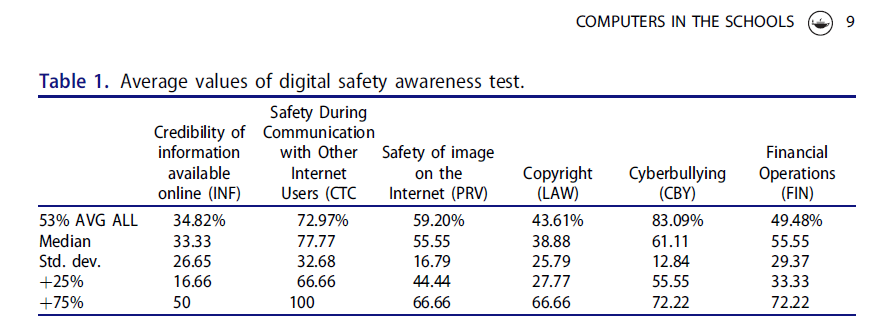 COMPUTERS IN THE SCHOOLS 9
Table 1. Average values of digital safety awareness test.
Safety During
Credibility of Communication
information with Other Safety of image Financial
available Internet on the Copyright Cyberbullying Operations
online (INF) Users (CTC Internet (PRV) (LAW) (CBY) (FIN)
53% AVG ALL 34.82% 72.97% 59.20% 43.61% 83.09% 49.48%
Median 33.33 77.77 55.55 38.88 61.11 55.55
Std. dev. 26.65 32.68 16.79 25.79 12.84 29.37
+25% 16.66 66.66 44.44 27.77 55.55 33.33
+75% 50 100 66.66 66.66 72.22 72.22